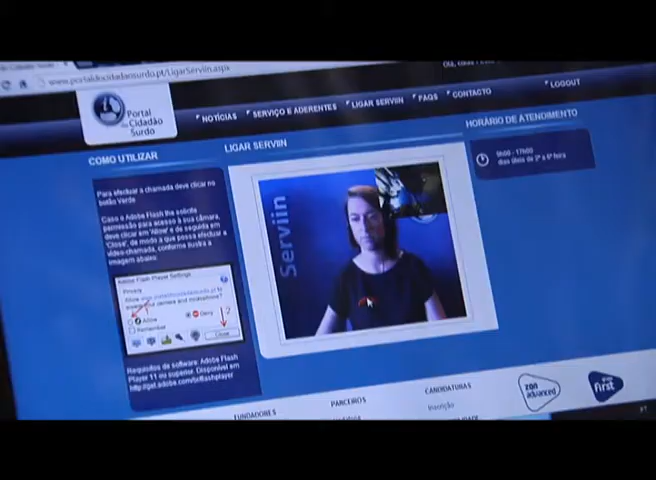 www.portaldocidadaosurdo.pt/LigarServiin.aspx
Portal
do Cidadão
Surdo
NOTÍCIAS
SERVIÇO E ADERENTES
LIGAR SERVIIN
FAQS
CONTACTO
LOGOUT
COMO UTILIZAR
LIGAR SERVIIN
HORÁRIO DE ATENDIMENTO
9h00 - 17h00
dias úteis de 2ª a 6ª feira
Para efectuar a chamada deve clicar no
botão Verde
Caso o Adobe Flash lhe solicite
permissão para acesso à sua câmara,
deve clicar em 'Allow' e de seguida em
'Close', de modo a que possa efectuar a
vídeo-chamada, conforme ilustra a
imagem abaixo:
Adobe Flash Player Settings
Privacy
Allow
Deny
Remember
Close
1
2
Requisitos de software: Adobe Flash
Player 11 ou superior. Disponível em
http://get.adobe.com/br/flashplayer/
Serviin
FUNDADORES
PARCEIROS
CANDIDATURAS
Inscrição
zon
advanced
first